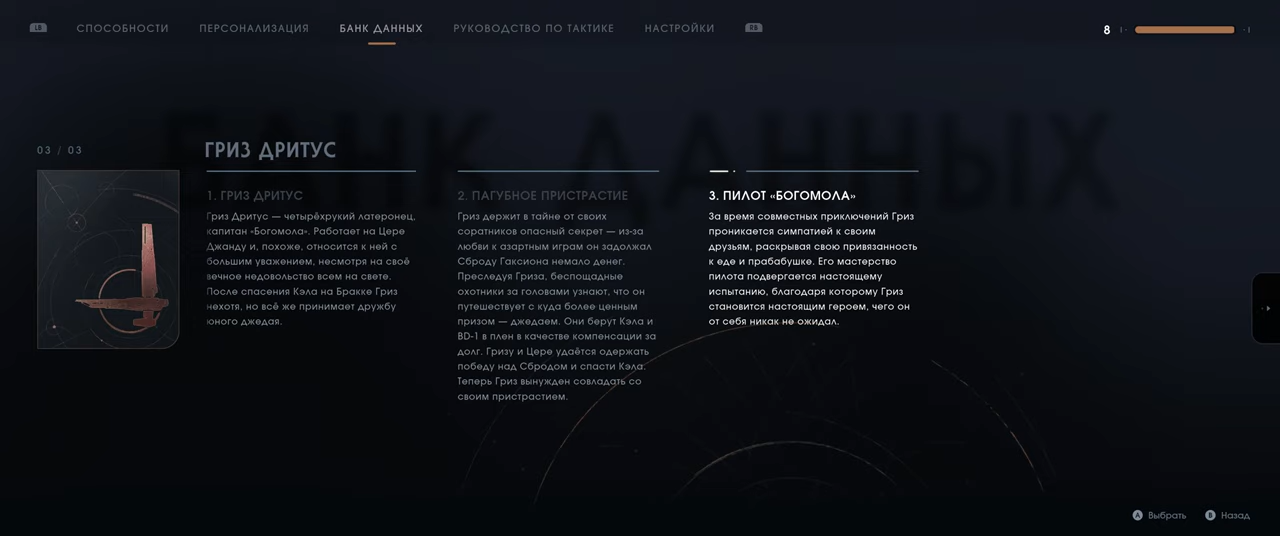 LB СПОСОБНОСТИ ПЕРСОНАЛИЗАЦИЯ БАНК ДАННЫХ РУКОВОДСТВО ПО ТАКТИКЕ НАСТРОЙКИ RB
8
БАНК ДАННЫХ
03 / 03
ГРИЗ ДРИТУС
1. ГРИЗ ДРИТУС
Гриз Дритус — четырёхрукий латеронец,
капитан «Богомола». Работает на Цере
Джанду и, похоже, относится к ней с
большим уважением, несмотря на своё
вечное недовольство всем на свете.
После спасения Кэла на Бракке Гриз
нехотя, но всё же принимает дружбу
юного джедая.
2. ПАГУБНОЕ ПРИСТРАСТИЕ
Гриз держит в тайне от своих
соратников опасный секрет — из-за
любви к азартным играм он задолжал
Сброду Гаксиона немало денег.
Преследуя Гриза, беспощадные
охотники за головами узнают, что он
путешествует с куда более ценным
призом — джедаем. Они берут Кэла и
BD-1 в плен в качестве компенсации за
долг. Гризу и Цере удаётся одержать
победу над Сбродом и спасти Кэла.
Теперь Гриз вынужден совладать со
своим пристрастием.
3. ПИЛОТ «БОГОМОЛА»
За время совместных приключений Гриз
проникается симпатией к своим
друзьям, раскрывая свою привязанность
к еде и прабабушке. Его мастерство
пилота подвергается настоящему
испытанию, благодаря которому Гриз
становится настоящим героем, чего он
от себя никак не ожидал.
A Выбрать B Назад